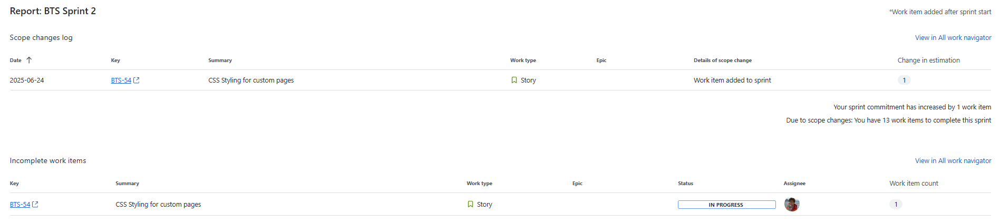 Report: BTS Sprint 2
*Work item added after sprint start
Scope changes log
View in All work navigator
Date Key Summary Work type Epic Details of scope change Change in estimation
2025-06-24 BTS-54 CSS Styling for custom pages Story Work item added to sprint 1
Your sprint commitment has increased by 1 work item
Due to scope changes: You have 13 work items to complete this sprint
Incomplete work items
View in All work navigator
Key Summary Work type Epic Status Assignee Work item count
BTS-54 CSS Styling for custom pages Story IN PROGRESS 1